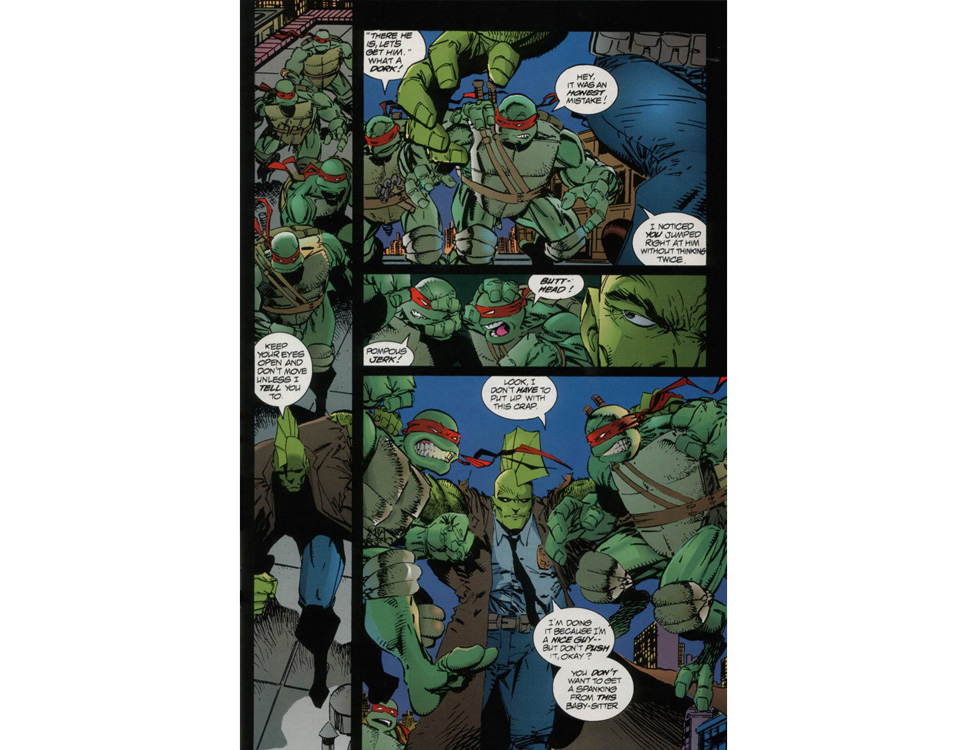 KEEP
YOUR EYES
OPEN AND
DON'T MOVE
UNLESS I
TELL YOU
TO.
"THERE HE
IS, LET'S
GET HIM."
WHAT A
DORK!
HEY,
IT WAS AN
HONEST
MISTAKE!
I NOTICED
YOU JUMPED
RIGHT AT HIM
WITHOUT THINKING
TWICE.
POMPOUS
JERK!
BUTT-
HEAD!
LOOK, I
DON'T HAVE TO
PUT UP WITH
THIS CRAP.
I'M DOING
IT BECAUSE I'M
A NICE GUY--
BUT DON'T PUSH
IT, OKAY?
YOU DON'T
WANT TO GET
A SPANKING
FROM THIS
BABY-SITTER.